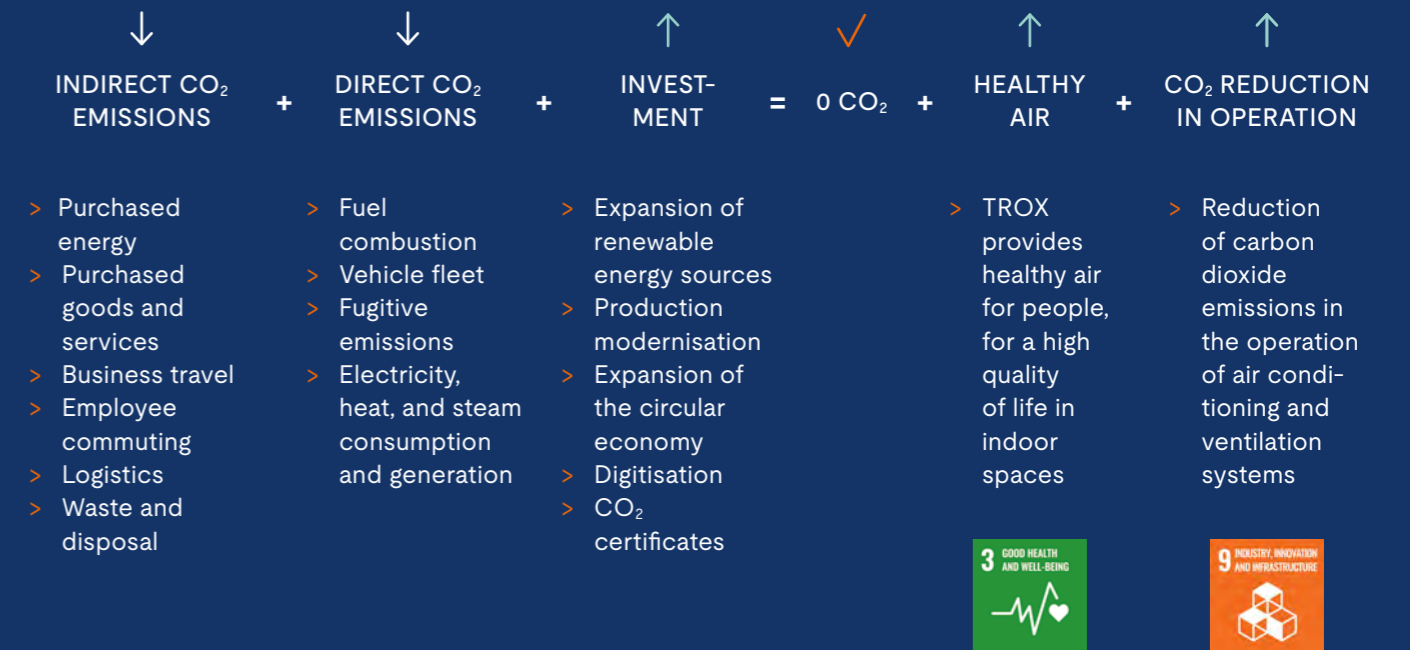 INDIRECT CO₂
EMISSIONS
+
DIRECT CO₂
EMISSIONS
+
INVEST-
MENT
=
0 CO₂
+
HEALTHY
AIR
+
CO₂ REDUCTION
IN OPERATION
> Purchased
energy
> Purchased
goods and
services
> Business travel
> Employee
commuting
> Logistics
> Waste and
disposal
> Fuel
combustion
> Vehicle fleet
> Fugitive
emissions
> Electricity,
heat, and steam
consumption
and generation
> Expansion of
renewable
energy sources
> Production
modernisation
> Expansion of
the circular
economy
> Digitisation
> CO₂
certificates
> TROX
provides
healthy air
for people,
for a high
quality
of life in
indoor
spaces
> Reduction
of carbon
dioxide
emissions in
the operation
of air condi-
tioning and
ventilation
systems
3 GOOD HEALTH
AND WELL-BEING
9 INDUSTRY, INNOVATION
AND INFRASTRUCTURE